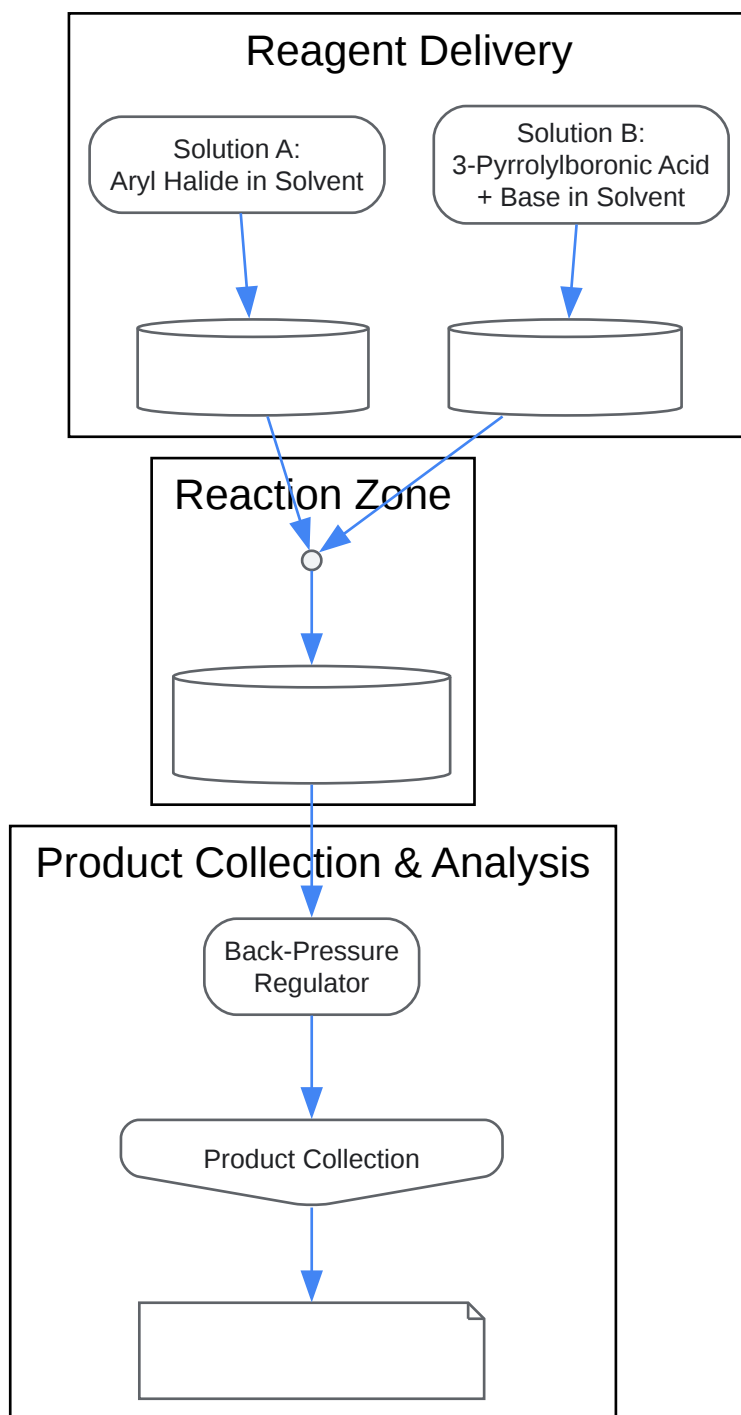 Reagent Delivery
Solution A:
Aryl Halide in Solvent
Solution B:
3-Pyrrolylboronic Acid
+ Base in Solvent
Reaction Zone
Product Collection & Analysis
Back-Pressure
Regulator
Product Collection